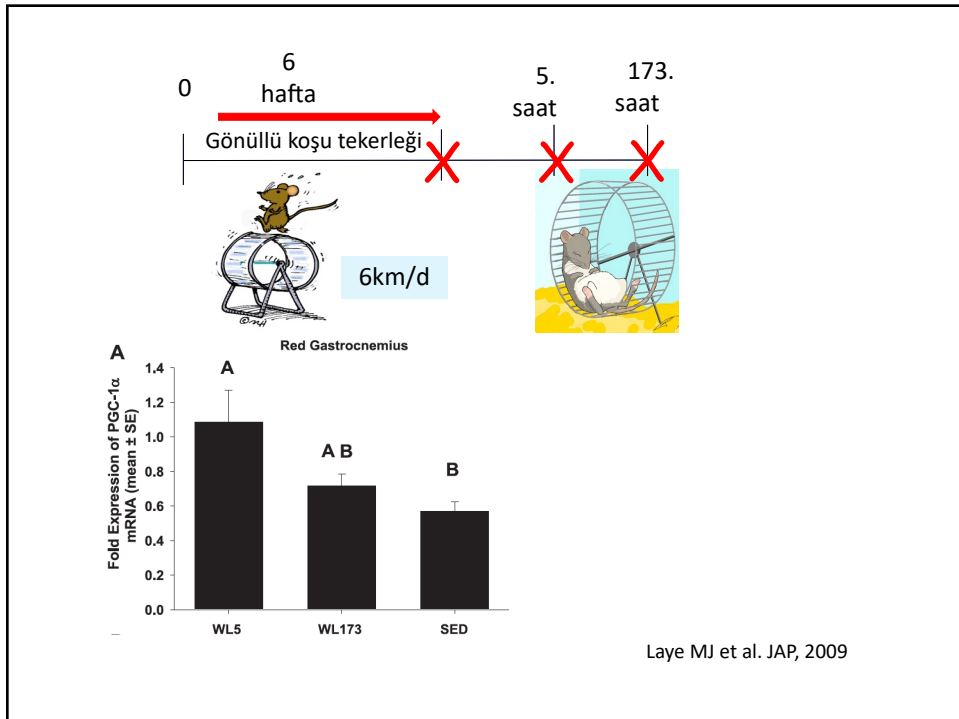 0
6
hafta
5.
saat
173.
saat
Gönüllü koşu tekerleği
6km/d
Red Gastrocnemius
A
Fold Expression of PGC-1α
mRNA (mean ± SE)
1.4
1.2
1.0
0.8
0.6
0.4
0.2
0.0
A
A B
B
WL5
WL173
SED
Laye MJ et al. JAP, 2009